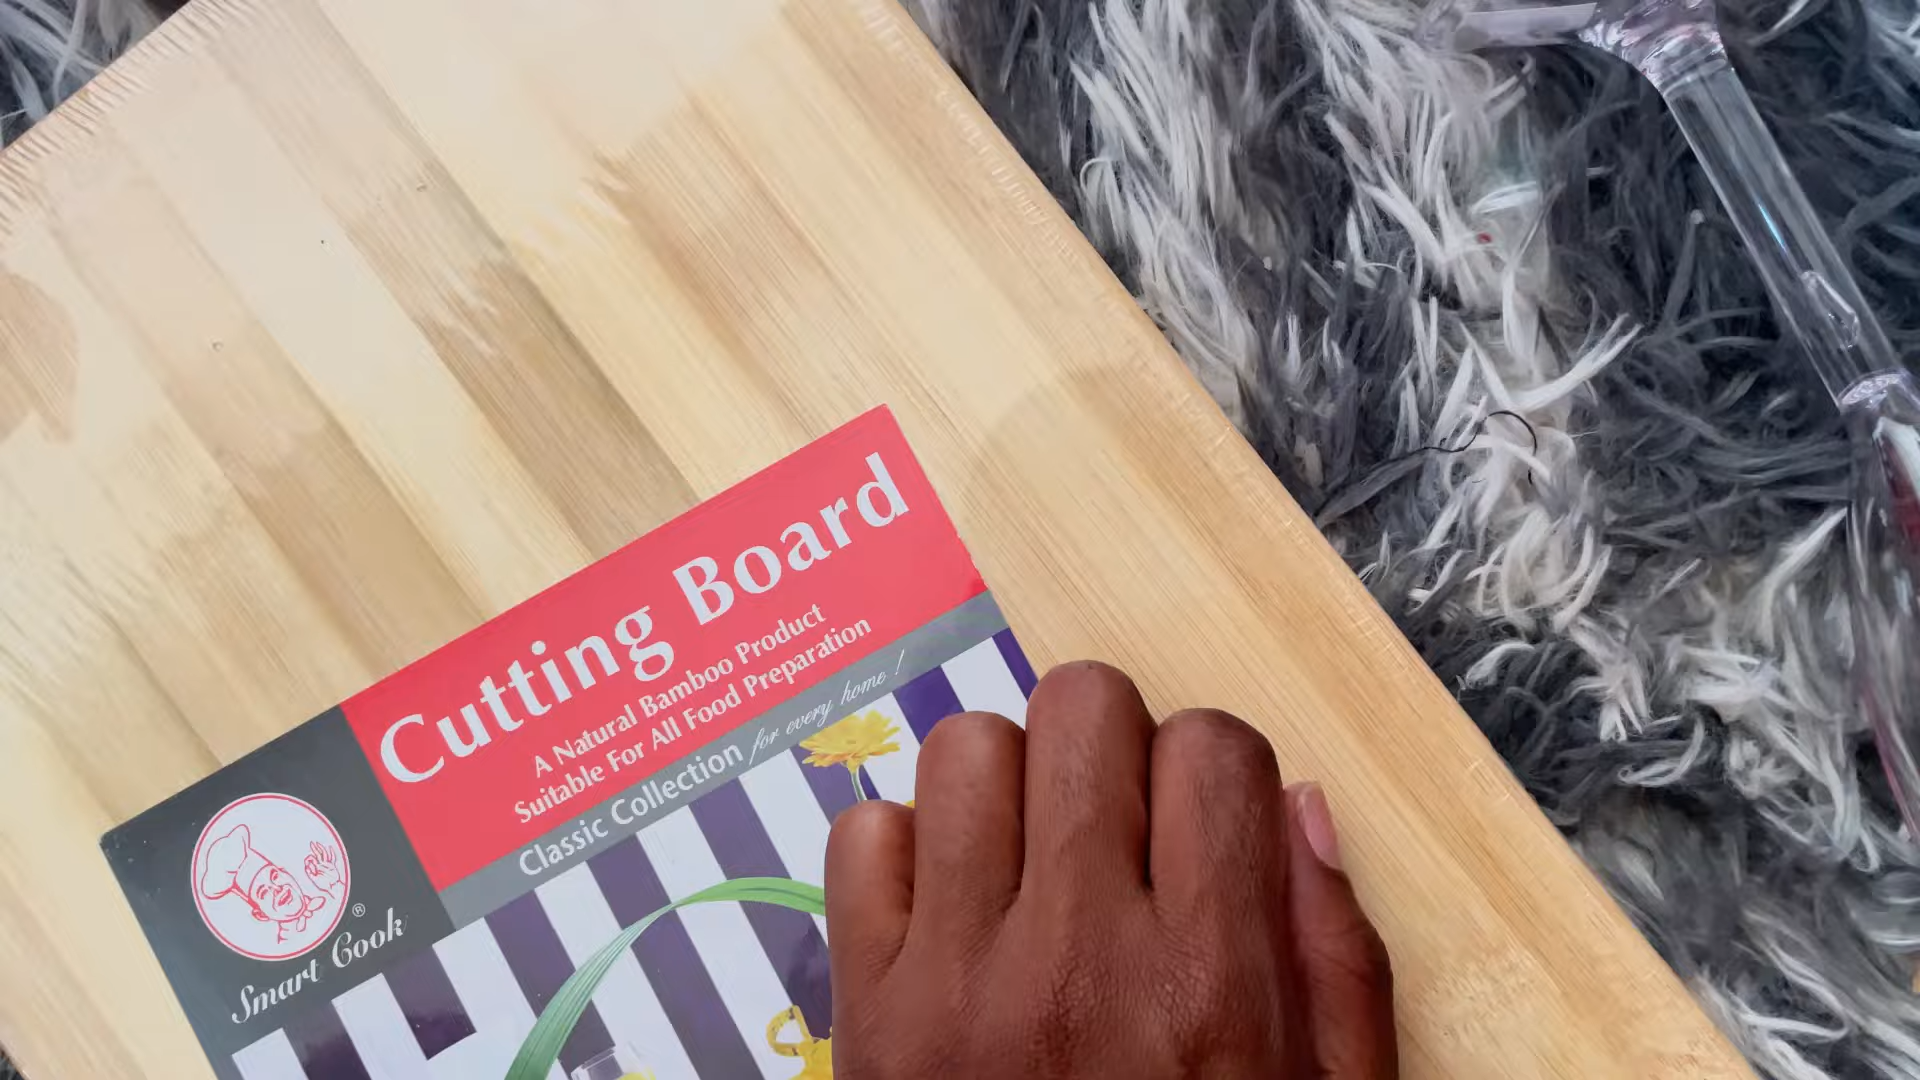 Cutting Board
A Natural Bamboo Product
Suitable For All Food Preparation
Classic Collection for every home !
®
Smart Cook